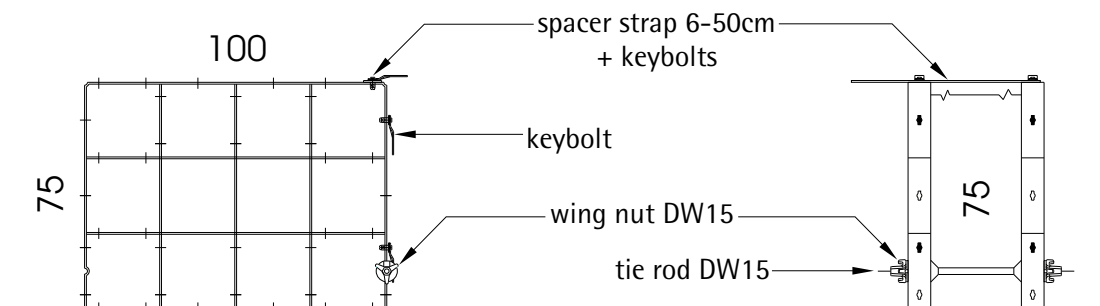 100
spacer strap 6-50cm
+ keybolts
keybolt
75
75
wing nut DW15
tie rod DW15